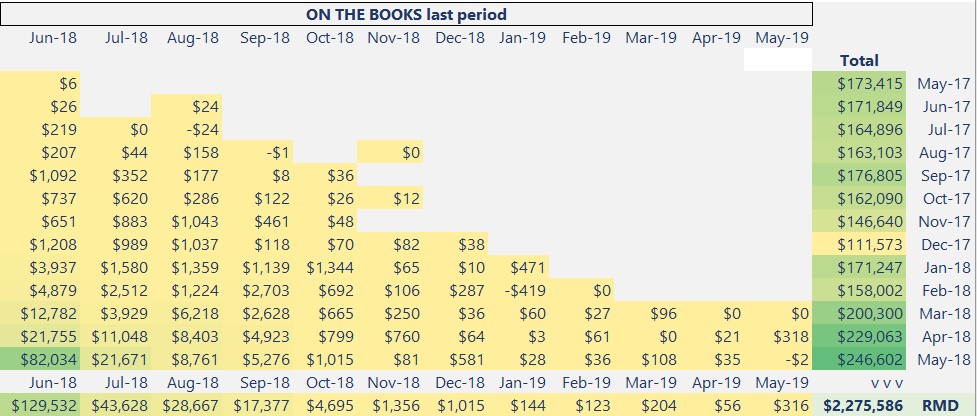 ON THE BOOKS last period
Jun-18 Jul-18 Aug-18 Sep-18 Oct-18 Nov-18 Dec-18 Jan-19 Feb-19 Mar-19 Apr-19 May-19
Total
$6 $173,415 May-17
$26 $24 $171,849 Jun-17
$219 $0 -$24 $164,896 Jul-17
$207 $44 $158 -$1 $0 $163,103 Aug-17
$1,092 $352 $177 $8 $36 $176,805 Sep-17
$737 $620 $286 $122 $26 $12 $162,090 Oct-17
$651 $883 $1,043 $461 $48 $146,640 Nov-17
$1,208 $989 $1,037 $118 $70 $82 $38 $111,573 Dec-17
$3,937 $1,580 $1,359 $1,139 $1,344 $65 $10 $471 $171,247 Jan-18
$4,879 $2,512 $1,224 $2,703 $692 $106 $287 -$419 $0 $158,002 Feb-18
$12,782 $3,929 $6,218 $2,628 $665 $250 $36 $60 $27 $96 $0 $0 $200,300 Mar-18
$21,755 $11,048 $8,403 $4,923 $799 $760 $64 $3 $61 $0 $21 $318 $229,063 Apr-18
$82,034 $21,671 $8,761 $5,276 $1,015 $81 $581 $28 $36 $108 $35 -$2 $246,602 May-18
Jun-18 Jul-18 Aug-18 Sep-18 Oct-18 Nov-18 Dec-18 Jan-19 Feb-19 Mar-19 Apr-19 May-19 v v v
$129,532 $43,628 $28,667 $17,377 $4,695 $1,356 $1,015 $144 $123 $204 $56 $316 $2,275,586 RMD